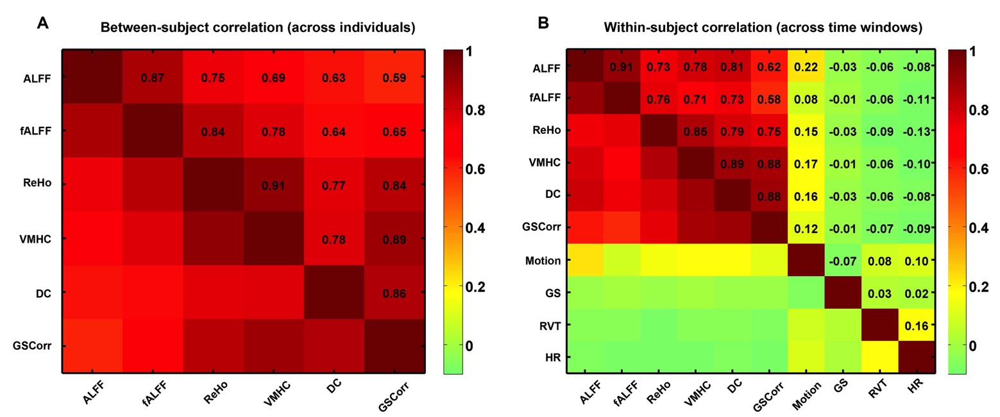 A
Between-subject correlation (across individuals)
ALFF 0.87 0.75 0.69 0.63 0.59
fALFF 0.84 0.78 0.64 0.65
ReHo 0.91 0.77 0.84
VMHC 0.78 0.89
DC 0.86
GSCorr
ALFF fALFF ReHo VMHC DC GSCorr
1
0.8
0.6
0.4
0.2
0
B
Within-subject correlation (across time windows)
ALFF 0.91 0.73 0.78 0.81 0.62 0.22 -0.03 -0.06 -0.08
fALFF 0.76 0.71 0.73 0.58 0.08 -0.01 -0.06 -0.11
ReHo 0.85 0.79 0.75 0.15 -0.03 -0.09 -0.13
VMHC 0.89 0.88 0.17 -0.01 -0.06 -0.10
DC 0.88 0.16 -0.03 -0.06 -0.08
GSCorr 0.12 -0.01 -0.07 -0.09
Motion -0.07 0.08 0.10
GS 0.03 0.02
RVT 0.16
HR
ALFF fALFF ReHo VMHC DC GSCorr Motion GS RVT HR
1
0.8
0.6
0.4
0.2
0